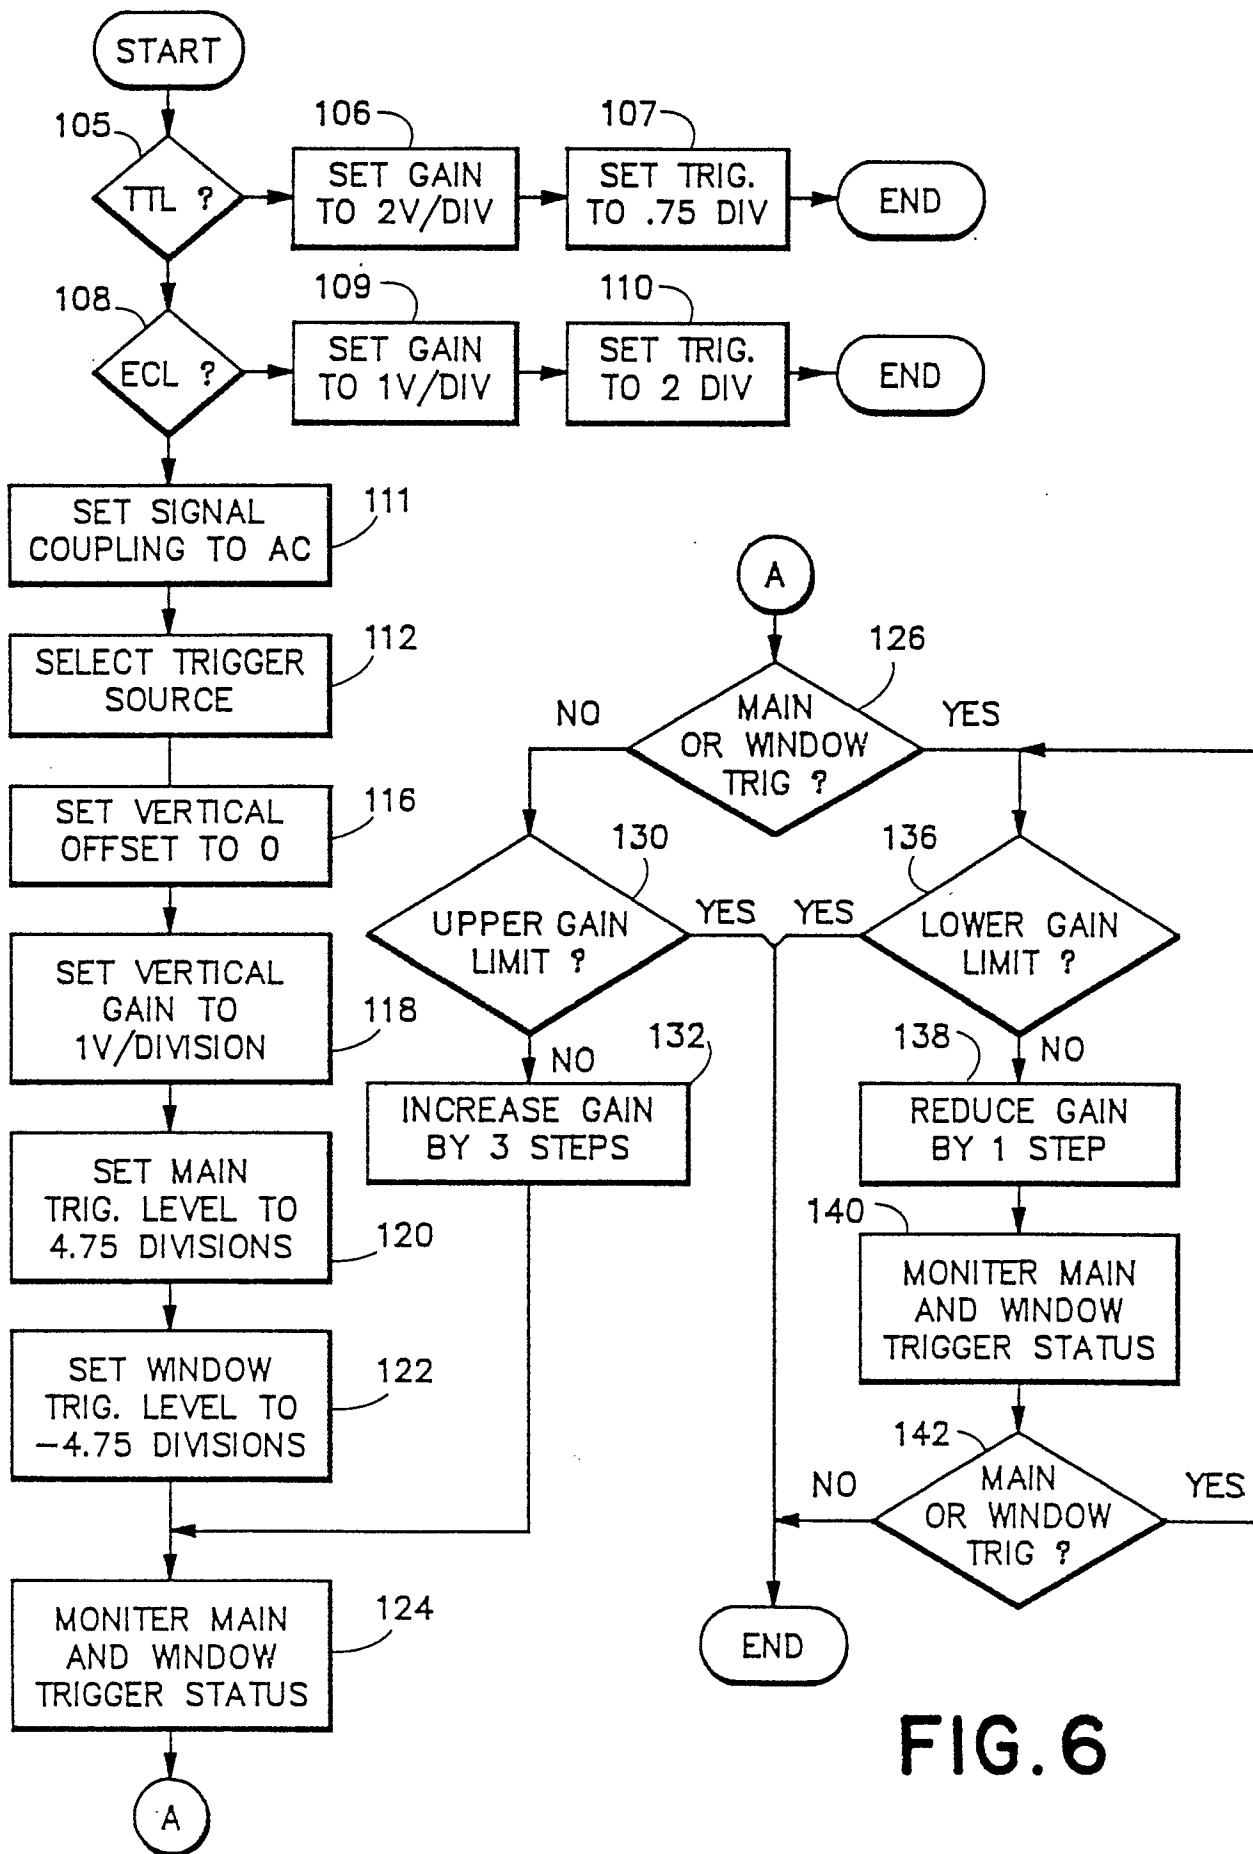 START
105
TTL ?
106
SET GAIN
TO 2V/DIV
107
SET TRIG.
TO .75 DIV
END
108
ECL ?
109
SET GAIN
TO 1V/DIV
110
SET TRIG.
TO 2 DIV
END
111
SET SIGNAL
COUPLING TO AC
112
SELECT TRIGGER
SOURCE
116
SET VERTICAL
OFFSET TO 0
SET VERTICAL
GAIN TO
1V/DIVISION
118
SET MAIN
TRIG. LEVEL TO
4.75 DIVISIONS
120
SET WINDOW
TRIG. LEVEL TO
-4.75 DIVISIONS
122
MONITER MAIN
AND WINDOW
TRIGGER STATUS
124
A
A
126
MAIN
OR WINDOW
TRIG ?
NO
YES
130
UPPER GAIN
LIMIT ?
YES
NO
132
INCREASE GAIN
BY 3 STEPS
136
LOWER GAIN
LIMIT ?
YES
NO
138
REDUCE GAIN
BY 1 STEP
140
MONITER MAIN
AND WINDOW
TRIGGER STATUS
142
MAIN
OR WINDOW
TRIG ?
NO
YES
END
FIG. 6